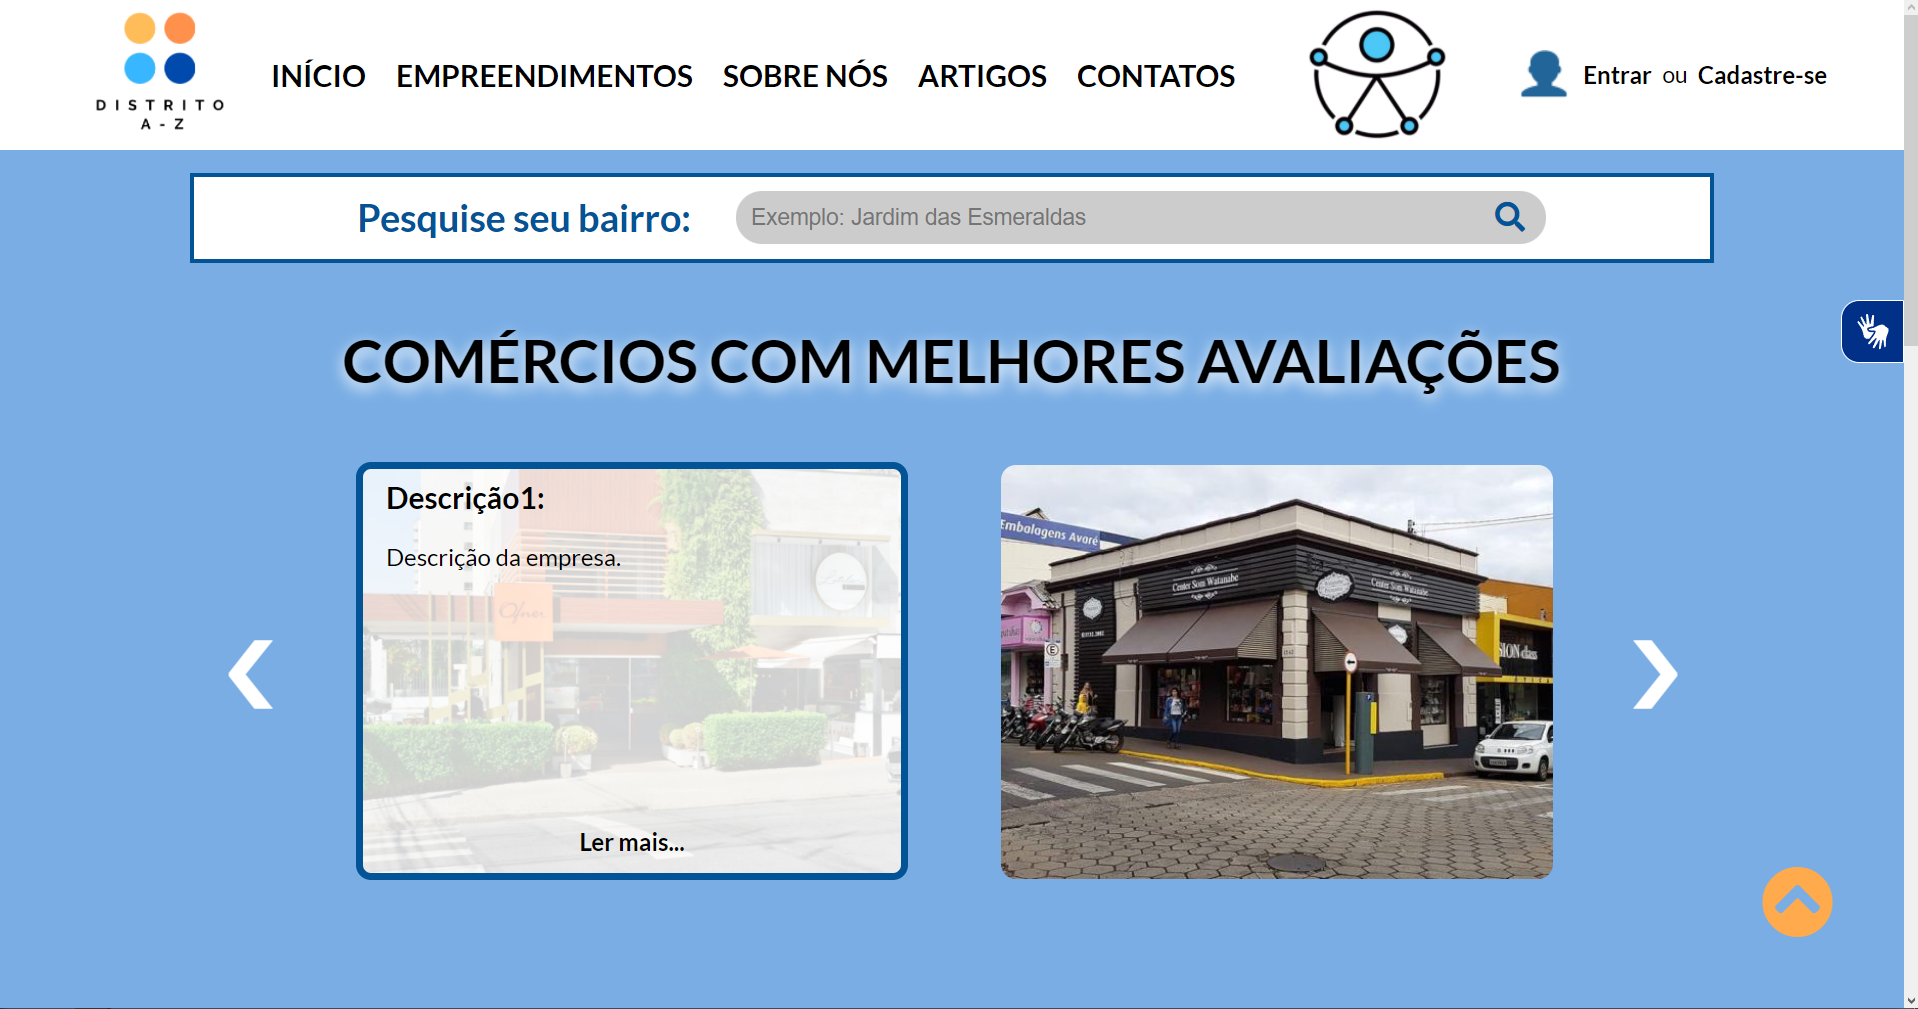 DISTRITO
A-Z
INÍCIO EMPREENDIMENTOS SOBRE NÓS ARTIGOS CONTATOS
Entrar ou Cadastre-se
Pesquise seu bairro:
Exemplo: Jardim das Esmeraldas
COMÉRCIOS COM MELHORES AVALIAÇÕES
Descrição1:
Descrição da empresa.
Ofner
Ler mais...
Embalagens Avaré
Center Som Watanabe
Center Som Watanabe
E